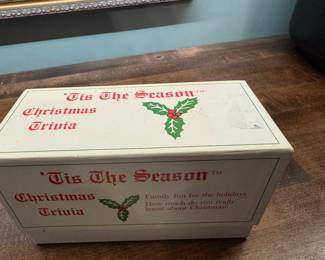 'Tis The Season™
Christmas
Trivia
'Tis The Season™
Christmas
Trivia
Family fun for the holidays.
How much do you really
know about Christmas?